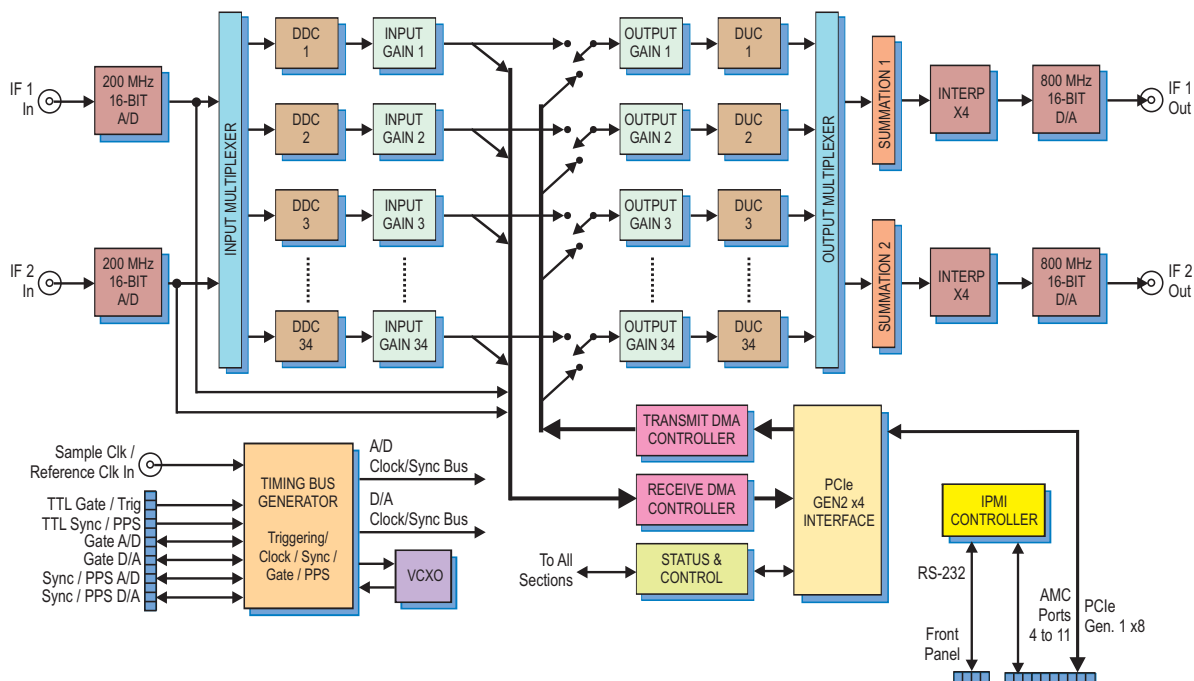 IF 1
In
200 MHz
16-BIT
A/D
IF 2
In
200 MHz
16-BIT
A/D
INPUT MULTIPLEXER
DDC
1
INPUT
GAIN 1
DDC
2
INPUT
GAIN 2
DDC
3
INPUT
GAIN 3
DDC
34
INPUT
GAIN 34
OUTPUT
GAIN 1
DUC
1
OUTPUT
GAIN 2
DUC
2
OUTPUT
GAIN 3
DUC
3
OUTPUT
GAIN 34
DUC
34
OUTPUT MULTIPLEXER
SUMMATION 1
INTERP
X4
800 MHz
16-BIT
D/A
IF 1
Out
SUMMATION 2
INTERP
X4
800 MHz
16-BIT
D/A
IF 2
Out
Sample Clk /
Reference Clk In
TTL Gate / Trig
TTL Sync / PPS
Gate A/D
Gate D/A
Sync / PPS A/D
Sync / PPS D/A
TIMING BUS
GENERATOR
Triggering/
Clock / Sync /
Gate / PPS
A/D
Clock/Sync Bus
D/A
Clock/Sync Bus
VCXO
TRANSMIT DMA
CONTROLLER
RECEIVE DMA
CONTROLLER
To All
Sections
STATUS &
CONTROL
PCIe
GEN2 x4
INTERFACE
IPMI
CONTROLLER
RS-232
Front
Panel
AMC
Ports
4 to 11
PCIe
Gen. 1 x8